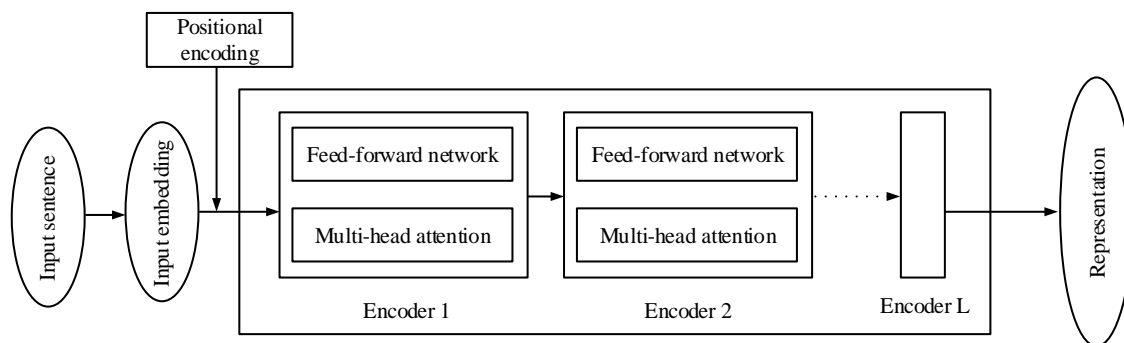 Positional
encoding
Input sentence
Input embedding
Feed-forward network
Multi-head attention
Encoder 1
Feed-forward network
Multi-head attention
Encoder 2
Encoder L
Representation